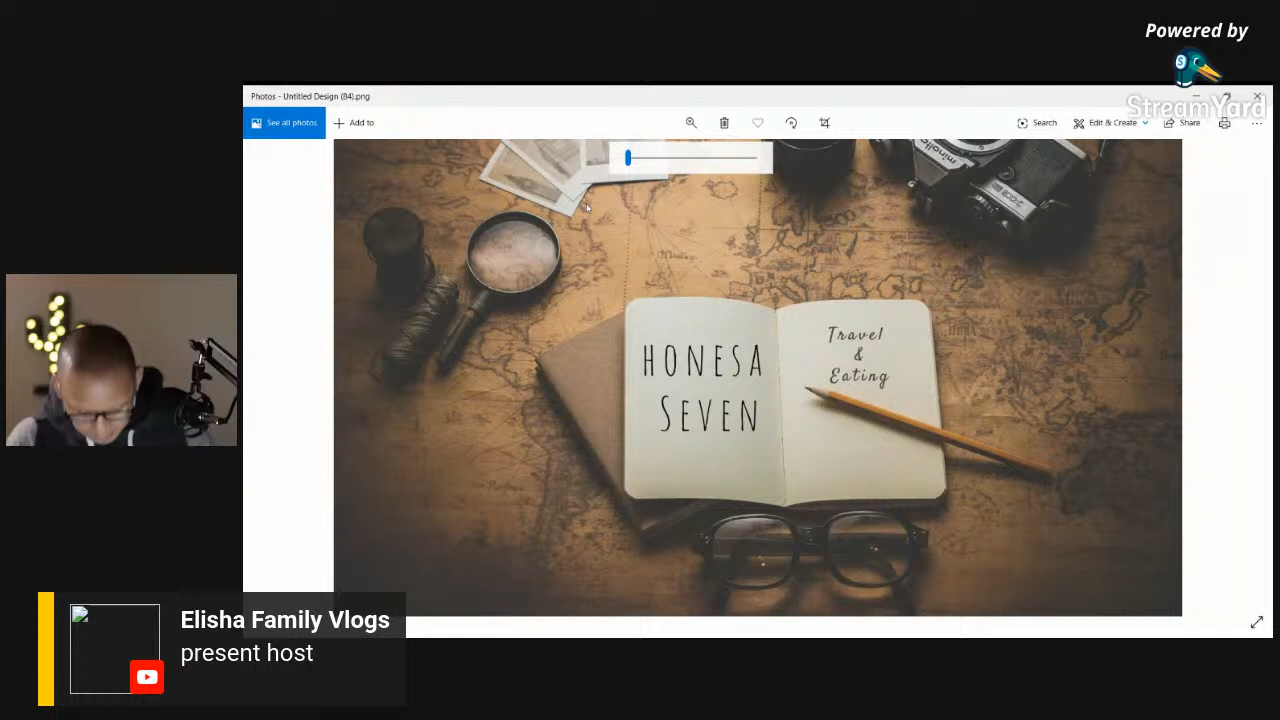 Powered by
StreamYard
Photos - Untitled Design (84).png
See all photos
Add to
Search
Edit & Create
Share
minolta
HONESA
SEVEN
Travel
&
Eating
Elisha Family Vlogs
present host